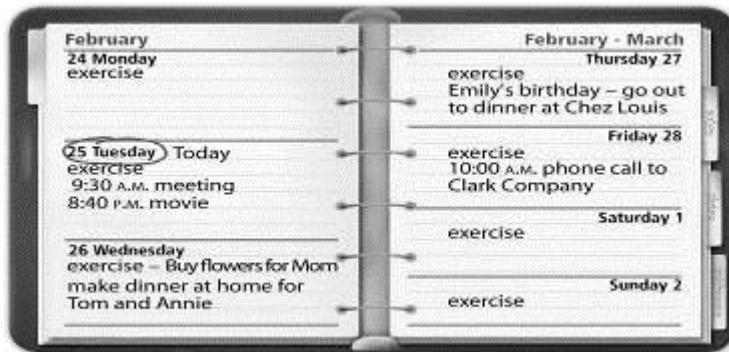 February
24 Monday
exercise
25 Tuesday Today
exercise
9:30 A.M. meeting
8:40 P.M. movie
26 Wednesday
exercise – Buy flowers for Mom
make dinner at home for
Tom and Annie
February - March
Thursday 27
exercise
Emily's birthday – go out
to dinner at Chez Louis
Friday 28
exercise
10:00 A.M. phone call to
Clark Company
Saturday 1
exercise
Sunday 2
exercise